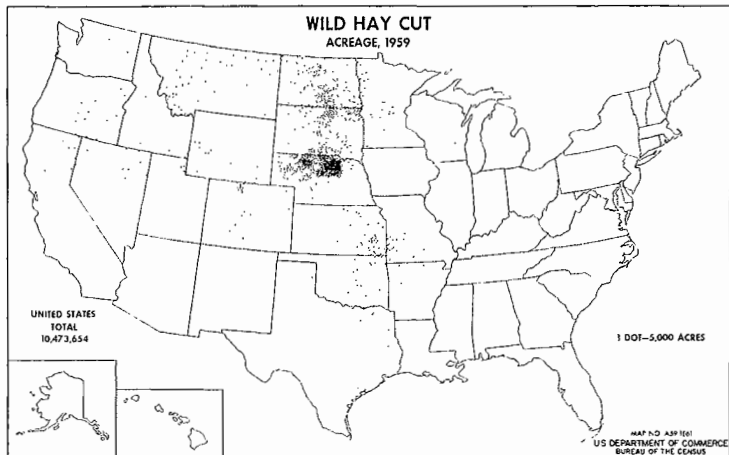 WILD HAY CUT
ACREAGE, 1959
UNITED STATES
TOTAL
10,473,654
1 DOT—5,000 ACRES
MAP NO. A59-1E61
US DEPARTMENT OF COMMERCE
BUREAU OF THE CENSUS